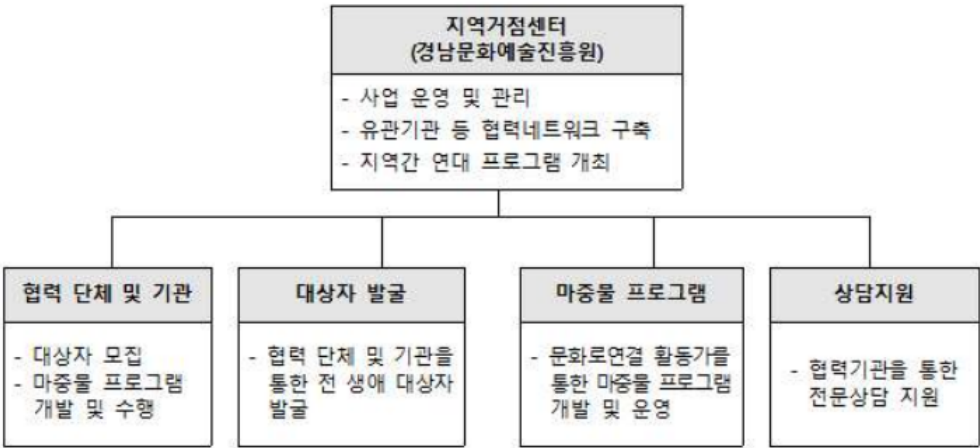 지역거점센터
(경남문화예술진흥원)
- 사업 운영 및 관리
- 유관기관 등 협력네트워크 구축
- 지역간 연대 프로그램 개최
협력 단체 및 기관
- 대상자 모집
- 마중물 프로그램
개발 및 수행
대상자 발굴
- 협력 단체 및 기관을
통한 전 생애 대상자
발굴
마중물 프로그램
- 문화로연결 활동가를
통한 마중물 프로그램
개발 및 운영
상담지원
- 협력기관을 통한
전문상담 지원